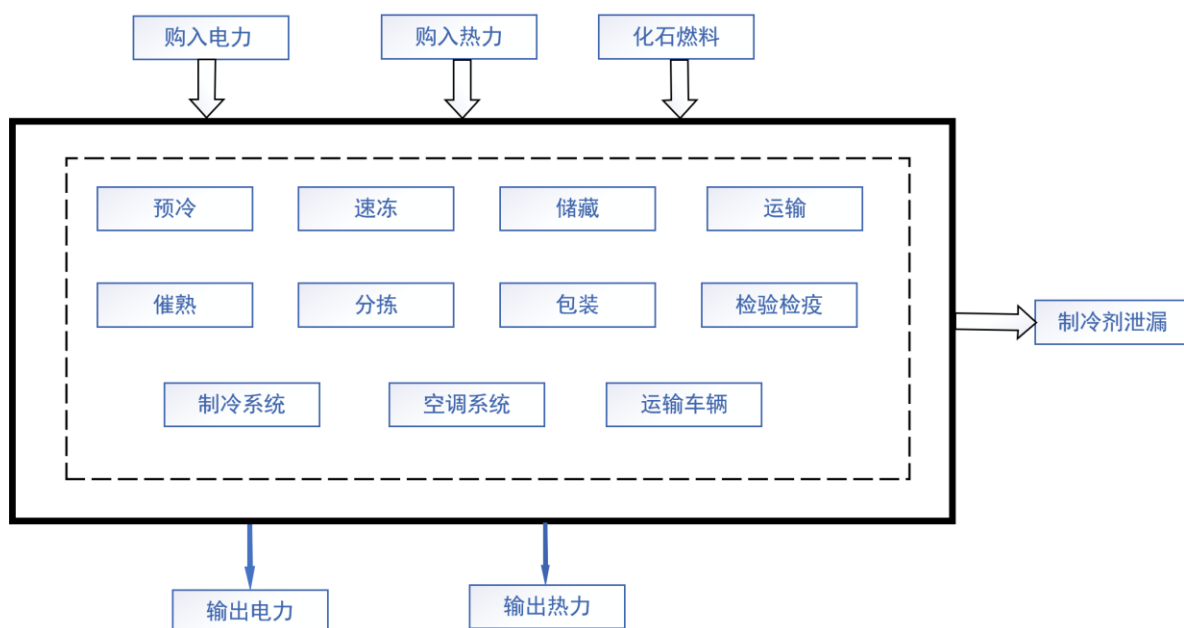 购入电力
购入热力
化石燃料
预冷
速冻
储藏
运输
催熟
分拣
包装
检验检疫
制冷剂泄漏
制冷系统
空调系统
运输车辆
输出电力
输出热力